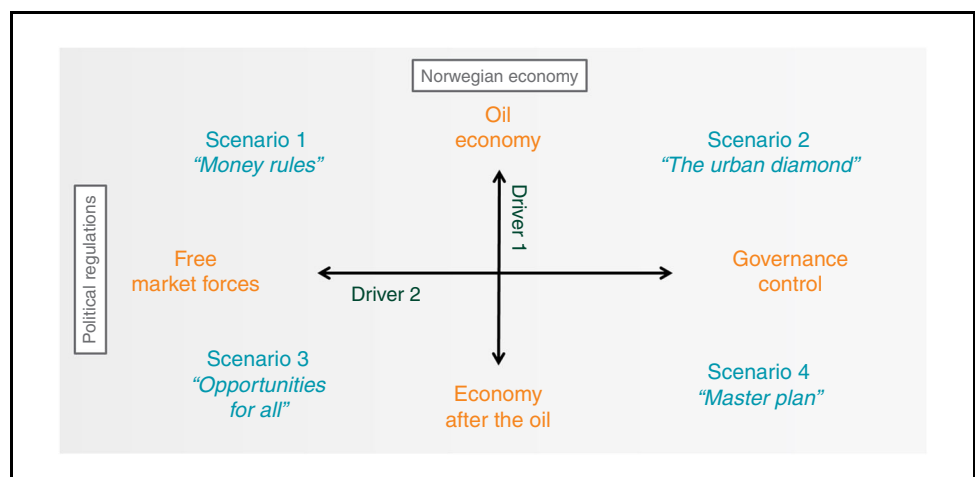 Norwegian economy
Oil
economy
Scenario 1
“Money rules”
Scenario 2
“The urban diamond”
Driver 1
Political regulations
Free
market forces
Governance
control
Driver 2
Scenario 3
“Opportunities
for all”
Economy
after the oil
Scenario 4
“Master plan”